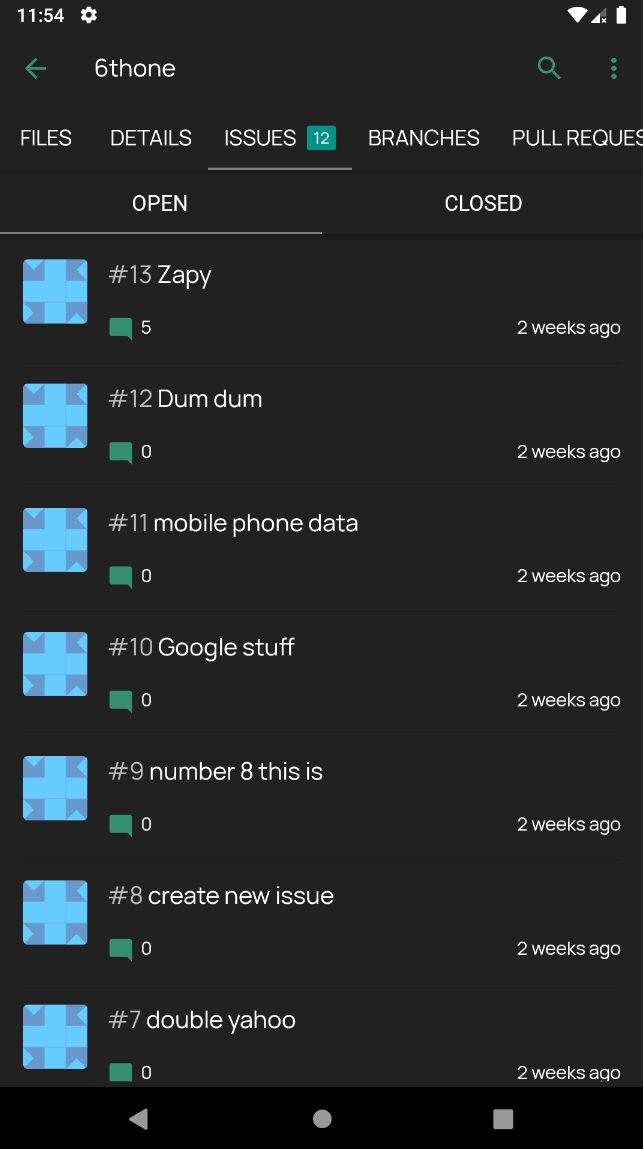 11:54
6thone
FILES DETAILS ISSUES 12 BRANCHES PULL REQUES
OPEN CLOSED
#13 Zapy
5 2 weeks ago
#12 Dum dum
0 2 weeks ago
#11 mobile phone data
0 2 weeks ago
#10 Google stuff
0 2 weeks ago
#9 number 8 this is
0 2 weeks ago
#8 create new issue
0 2 weeks ago
#7 double yahoo
0 2 weeks ago